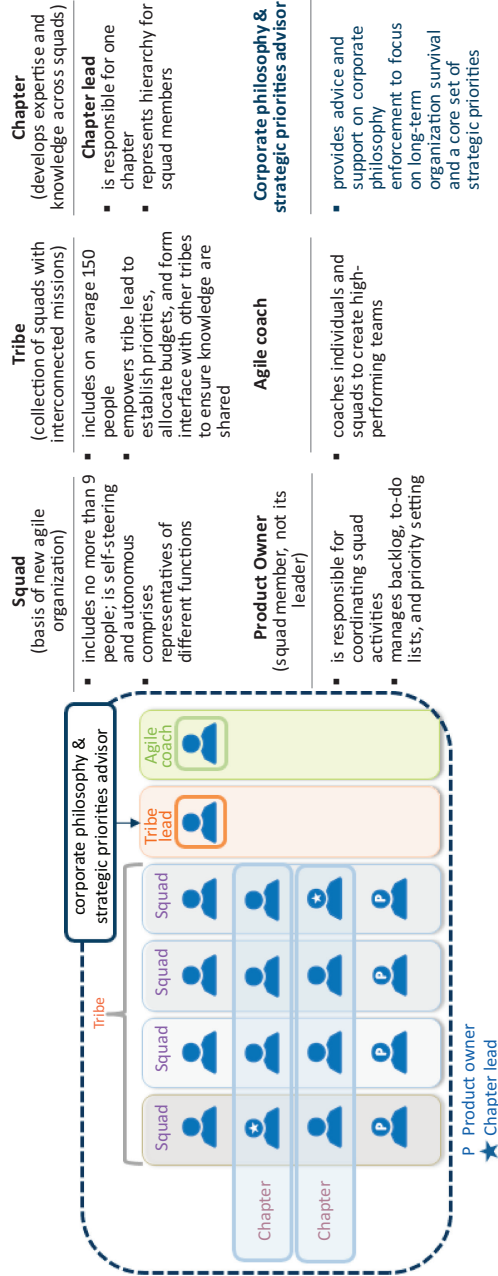 corporate philosophy &
strategic priorities advisor
Tribe
Squad
Squad
Squad
Squad
Tribe
lead
Agile
coach
Chapter
Chapter
P
P
P
P
P Product owner
Chapter lead
Squad
(basis of new agile
organization)
▪ includes no more than 9
people; is self-steering
and autonomous
▪ comprises
representatives of
different functions
Tribe
(collection of squads with
interconnected missions)
▪ includes on average 150
people
▪ empowers tribe lead to
establish priorities,
allocate budgets, and form
interface with other tribes
to ensure knowledge are
shared
Chapter
(develops expertise and
knowledge across squads)
Chapter lead
▪ is responsible for one
chapter
▪ represents hierarchy for
squad members
Product Owner
(squad member, not its
leader)
▪ is responsible for
coordinating squad
activities
▪ manages backlog, to-do
lists, and priority setting
Agile coach
▪ coaches individuals and
squads to create high-
performing teams
Corporate philosophy &
strategic priorities advisor
▪ provides advice and
support on corporate
philosophy
enforcement to focus
on long-term
organization survival
and a core set of
strategic priorities